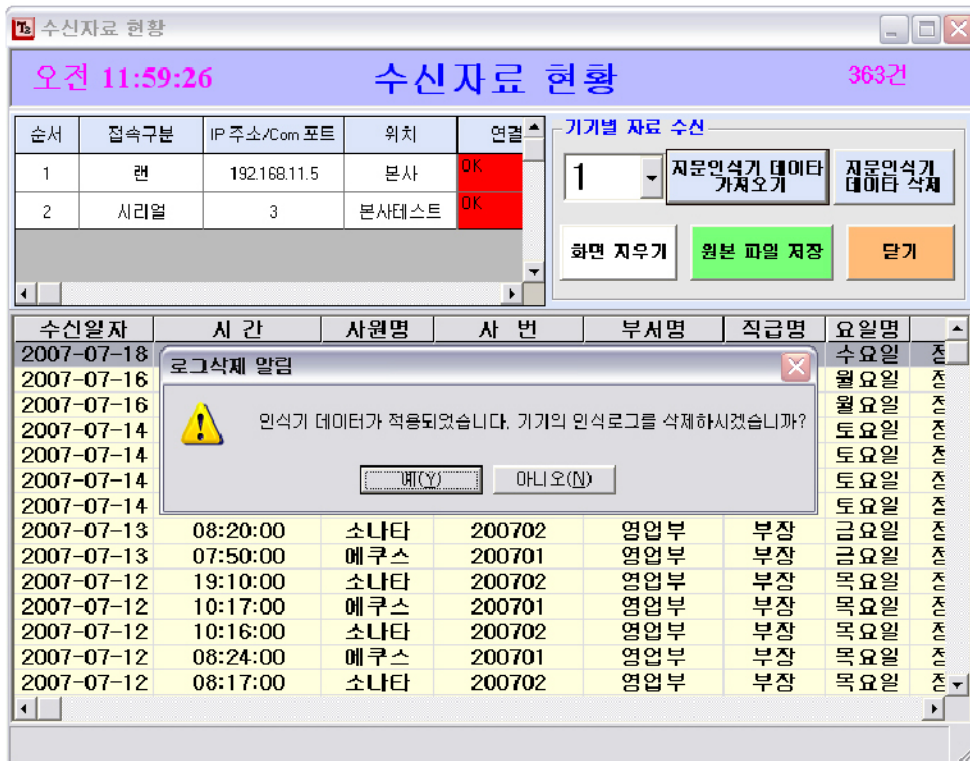 수신자료 현황
오전 11:59:26 수신자료 현황 363건
순서 접속구분 IP 주소/Com 포트 위치 연결
1 랜 192.168.11.5 본사 OK
2 시리얼 3 본사테스트 OK
기기별 자료 수신
1
지문인식기 데이타
가져오기
지문인식기
데이타 삭제
화면 지우기 원본 파일 저장 닫기
수신일자 시 간 사원명 사 번 부서명 직급명 요일명
2007-07-18 수요일
2007-07-16 월요일
2007-07-16 월요일
2007-07-14 토요일
2007-07-14 토요일
2007-07-14 토요일
2007-07-14 토요일
로그삭제 알림
인식기 데이터가 적용되었습니다. 기기의 인식로그를 삭제하시겠습니까?
예(Y) 아니오(N)
2007-07-13 08:20:00 소나타 200702 영업부 부장 금요일
2007-07-13 07:50:00 에쿠스 200701 영업부 부장 금요일
2007-07-12 19:10:00 소나타 200702 영업부 부장 목요일
2007-07-12 10:17:00 에쿠스 200701 영업부 부장 목요일
2007-07-12 10:16:00 소나타 200702 영업부 부장 목요일
2007-07-12 08:24:00 에쿠스 200701 영업부 부장 목요일
2007-07-12 08:17:00 소나타 200702 영업부 부장 목요일